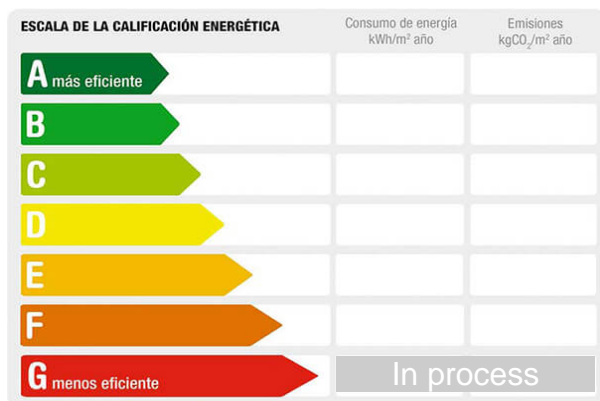 ESCALA DE LA CALIFICACIÓN ENERGÉTICA
Consumo de energía
kWh/m² año
Emisiones
kgCO₂/m² año
A más eficiente
B
C
D
E
F
G menos eficiente
In process